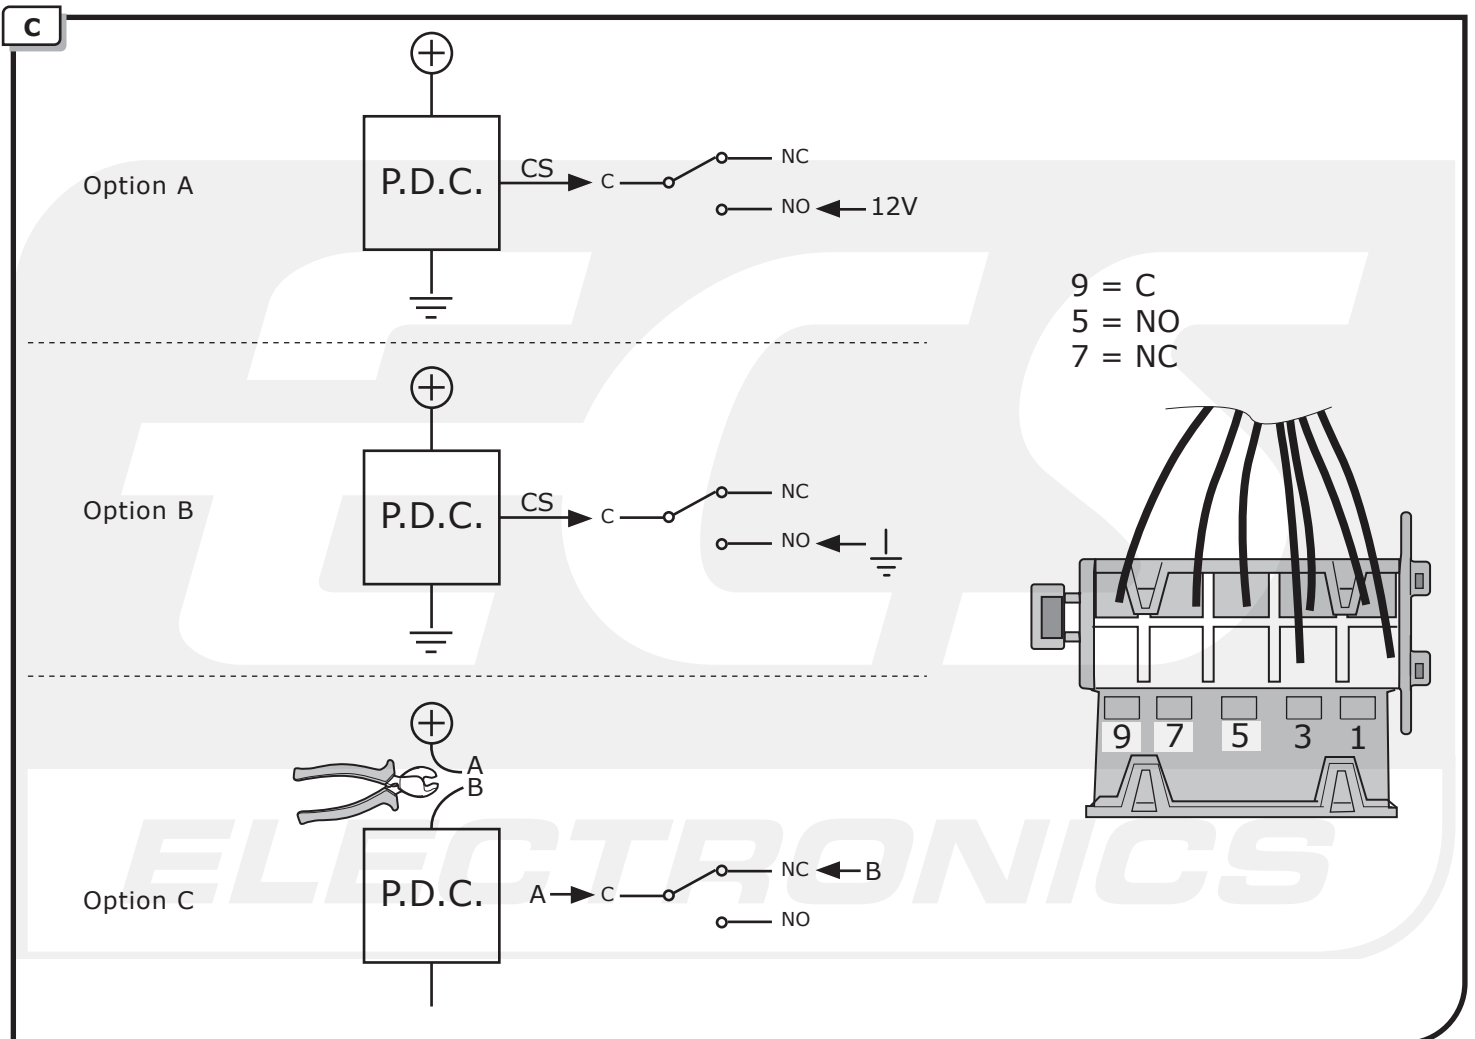 C
Option A
P.D.C.
CS
C
NC
NO
12V
9 = C
5 = NO
7 = NC
Option B
P.D.C.
CS
C
NC
NO
9 7 5 3 1
A
B
Option C
P.D.C.
A
C
NC
B
NO
ECS
ELECTRONICS